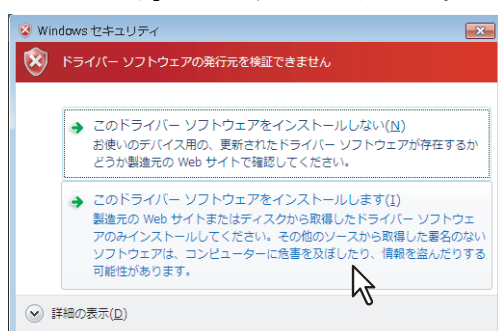 Windows セキュリティ
ドライバー ソフトウェアの発行元を検証できません
このドライバー ソフトウェアをインストールしない(N)
お使いのデバイス用の、更新されたドライバー ソフトウェアが存在するか
どうか製造元の Web サイトで確認してください。
このドライバー ソフトウェアをインストールします(I)
製造元の Web サイトまたはディスクから取得したドライバー ソフトウェ
アのみインストールしてください。その他のソースから取得した署名のない
ソフトウェアは、コンピューターに危害を及ぼしたり、情報を盗んだりする
可能性があります。
詳細の表示(D)